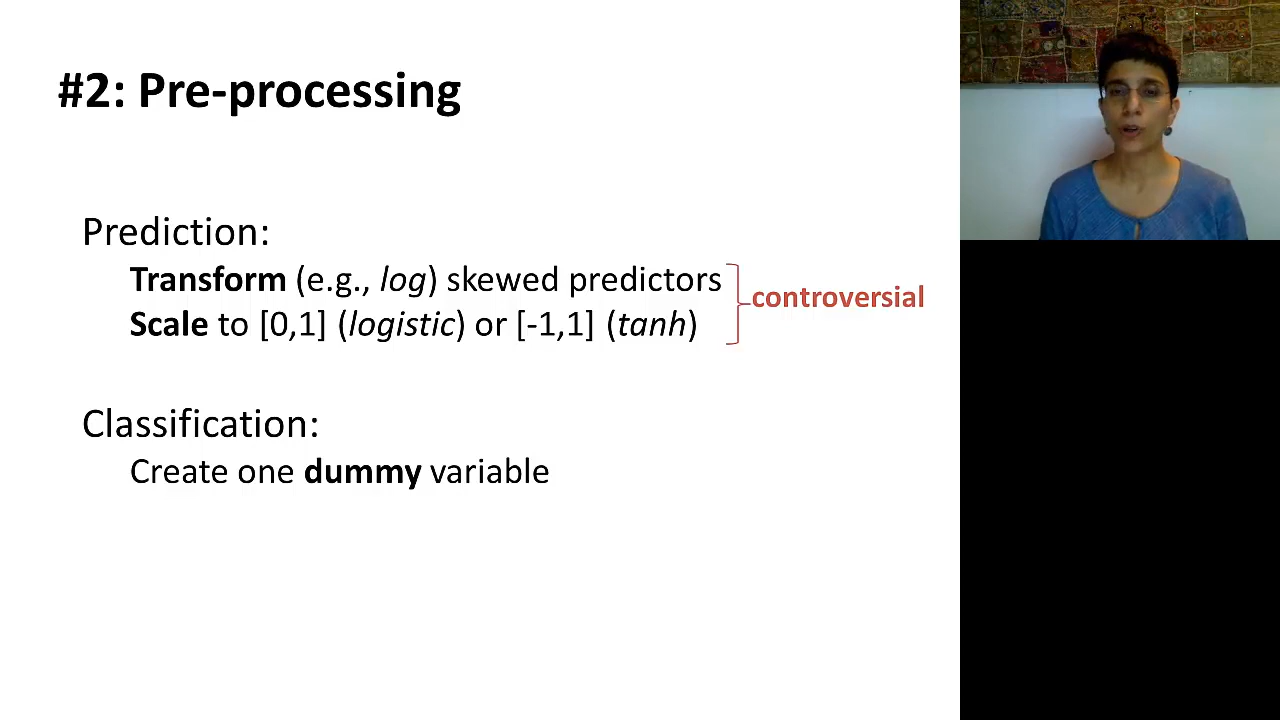 #2: Pre-processing
Prediction:
Transform (e.g., log) skewed predictors
Scale to [0,1] (logistic) or [-1,1] (tanh)
controversial
Classification:
Create one dummy variable